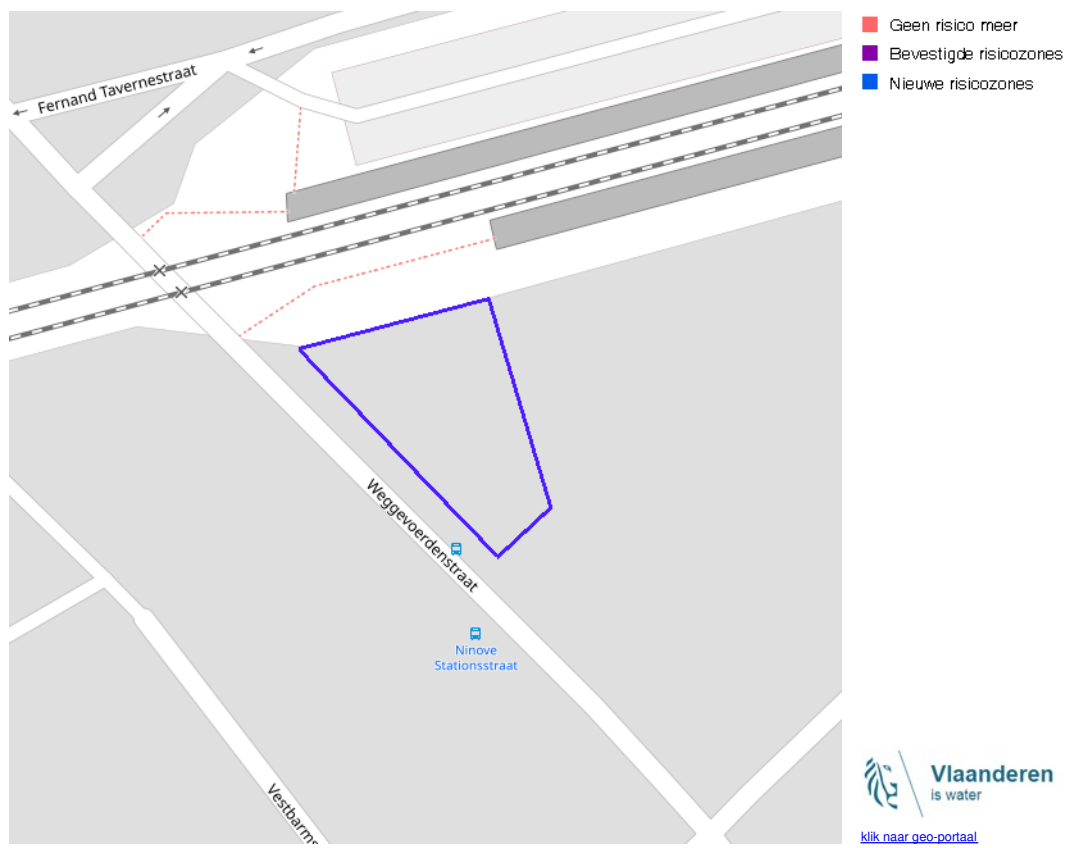 Fernand Tavernestraat
Weggevoerdenstraat
Ninove
Stationsstraat
Vestbarms
Geen risico meer
Bevestigde risicozones
Nieuwe risicozones
Vlaanderen
is water
klik naar geo-portaal